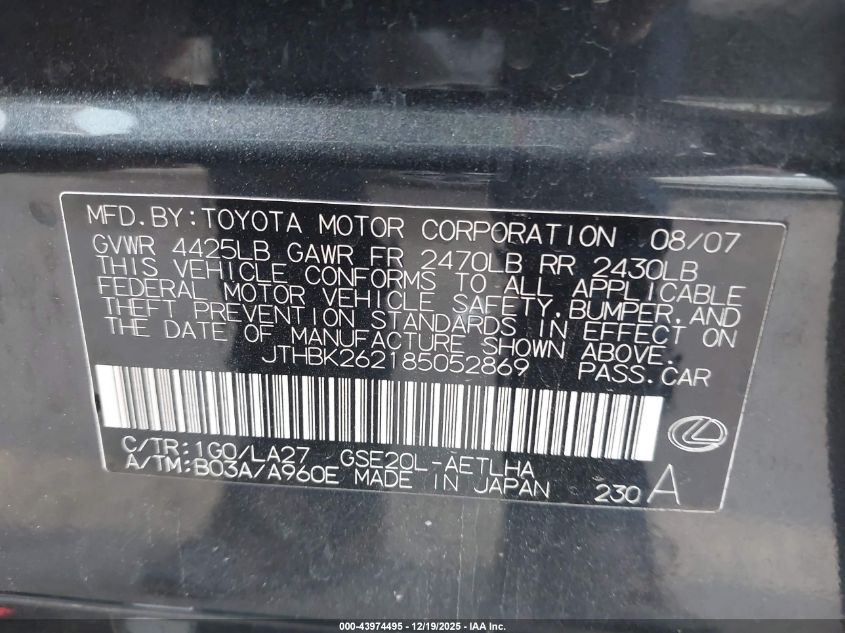 MFD.BY:TOYOTA MOTOR CORPORATION 08/07
GVWR 4425LB GAWR FR 2470LB RR 2430LB
THIS VEHICLE CONFORMS TO ALL APPLICABLE
FEDERAL MOTOR VEHICLE SAFETY,BUMPER,AND
THEFT PREVENTION STANDARDS IN EFFECT ON
THE DATE OF MANUFACTURE SHOWN ABOVE.
JTHBK262185052869 PASS.CAR
C/TR:1G0/LA27 GSE20L-AETLHA
A/TM:B03A/A960E MADE IN JAPAN 230 A
000-43974495 - 12/19/2025 - IAA Inc.